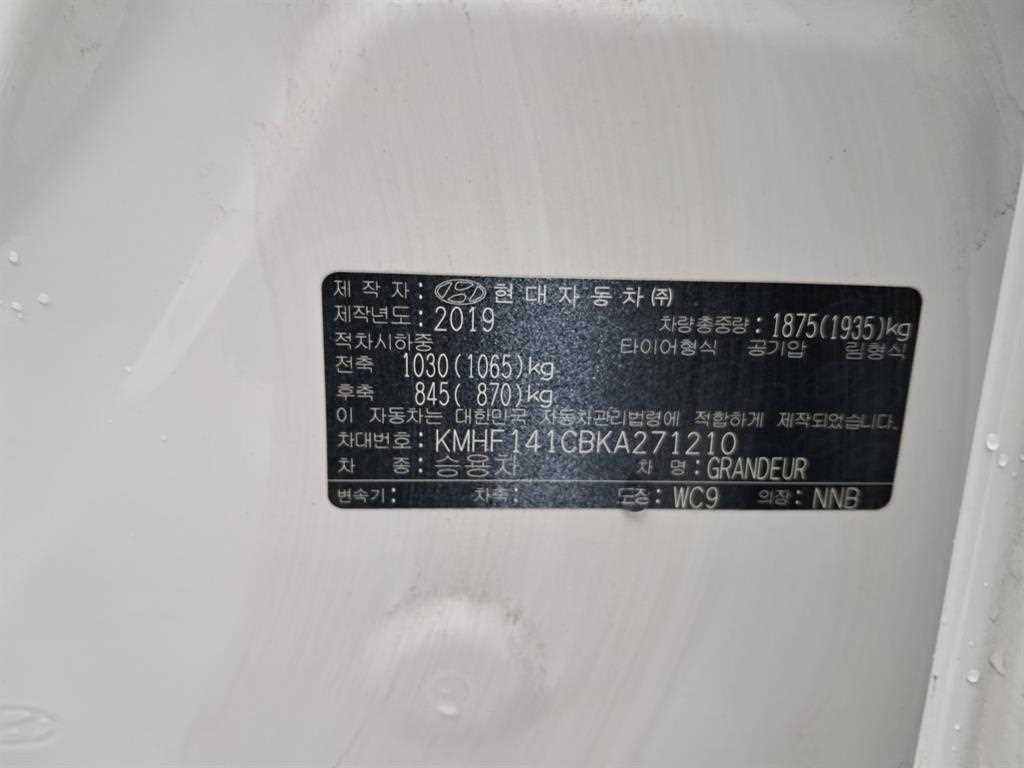 제 작 자 : 현대자동차㈜
제작년도 : 2019 차량총중량 : 1875(1935)kg
적차시하중 타이어형식 공기압 림형식
전축 1030(1065)kg
후축 845( 870)kg
이 자동차는 대한민국 자동차관리법령에 적합하게 제작되었습니다.
차대번호 : KMHF141CBKA271210
차 종 : 승용차 차 명 : GRANDEUR
변속기 : 차축 : 도장 : WC9 의장 : NNB